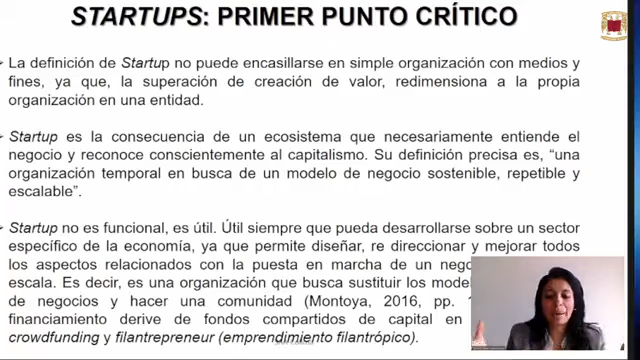 STARTUPS: PRIMER PUNTO CRÍTICO
La definición de Startup no puede encasillarse en simple organización con medios y
fines, ya que, la superación de creación de valor, redimensiona a la propia
organización en una entidad.
Startup es la consecuencia de un ecosistema que necesariamente entiende el
negocio y reconoce conscientemente al capitalismo. Su definición precisa es, “una
organización temporal en busca de un modelo de negocio sostenible, repetible y
escalable”.
Startup no es funcional, es útil. Útil siempre que pueda desarrollarse sobre un sector
específico de la economía, ya que permite diseñar, re direccionar y mejorar todos
los aspectos relacionados con la puesta en marcha de un
escala. Es decir, es una organización que busca sustituir los
de negocios y hacer una comunidad (Montoya, 2016, pp.
financiamiento derive de fondos compartidos de capital en
crowdfunding y filantrepreneur (emprendimiento filantrópico).